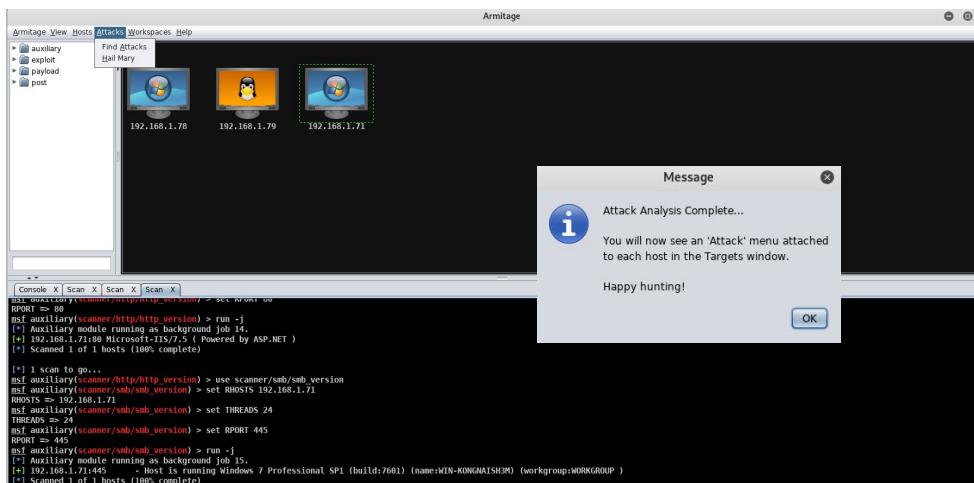 Armitage
Armitage View Hosts Attacks Workspaces Help
auxiliary
exploit
payload
post
Find Attacks
Hail Mary
192.168.1.78
192.168.1.79
192.168.1.71
Message
Attack Analysis Complete...
You will now see an 'Attack' menu attached
to each host in the Targets window.
Happy hunting!
OK
Console X Scan X Scan X Scan X
msf auxiliary(scanner/http/http_version) > set RPORT 80
RPORT => 80
msf auxiliary(scanner/http/http_version) > run -j
[*] Auxiliary module running as background job 14.
[+] 192.168.1.71:80 Microsoft-IIS/7.5 ( Powered by ASP.NET )
[*] Scanned 1 of 1 hosts (100% complete)
[*] 1 scan to go...
msf auxiliary(scanner/http/http_version) > use scanner/smb/smb_version
msf auxiliary(scanner/smb/smb_version) > set RHOSTS 192.168.1.71
RHOSTS => 192.168.1.71
msf auxiliary(scanner/smb/smb_version) > set THREADS 24
THREADS => 24
msf auxiliary(scanner/smb/smb_version) > set RPORT 445
RPORT => 445
msf auxiliary(scanner/smb/smb_version) > run -j
[*] Auxiliary module running as background job 15.
[+] 192.168.1.71:445 - Host is running Windows 7 Professional SP1 (build:7601) (name:WIN-KONGNAISH3M) (workgroup:WORKGROUP )
[*] Scanned 1 of 1 hosts (100% complete)